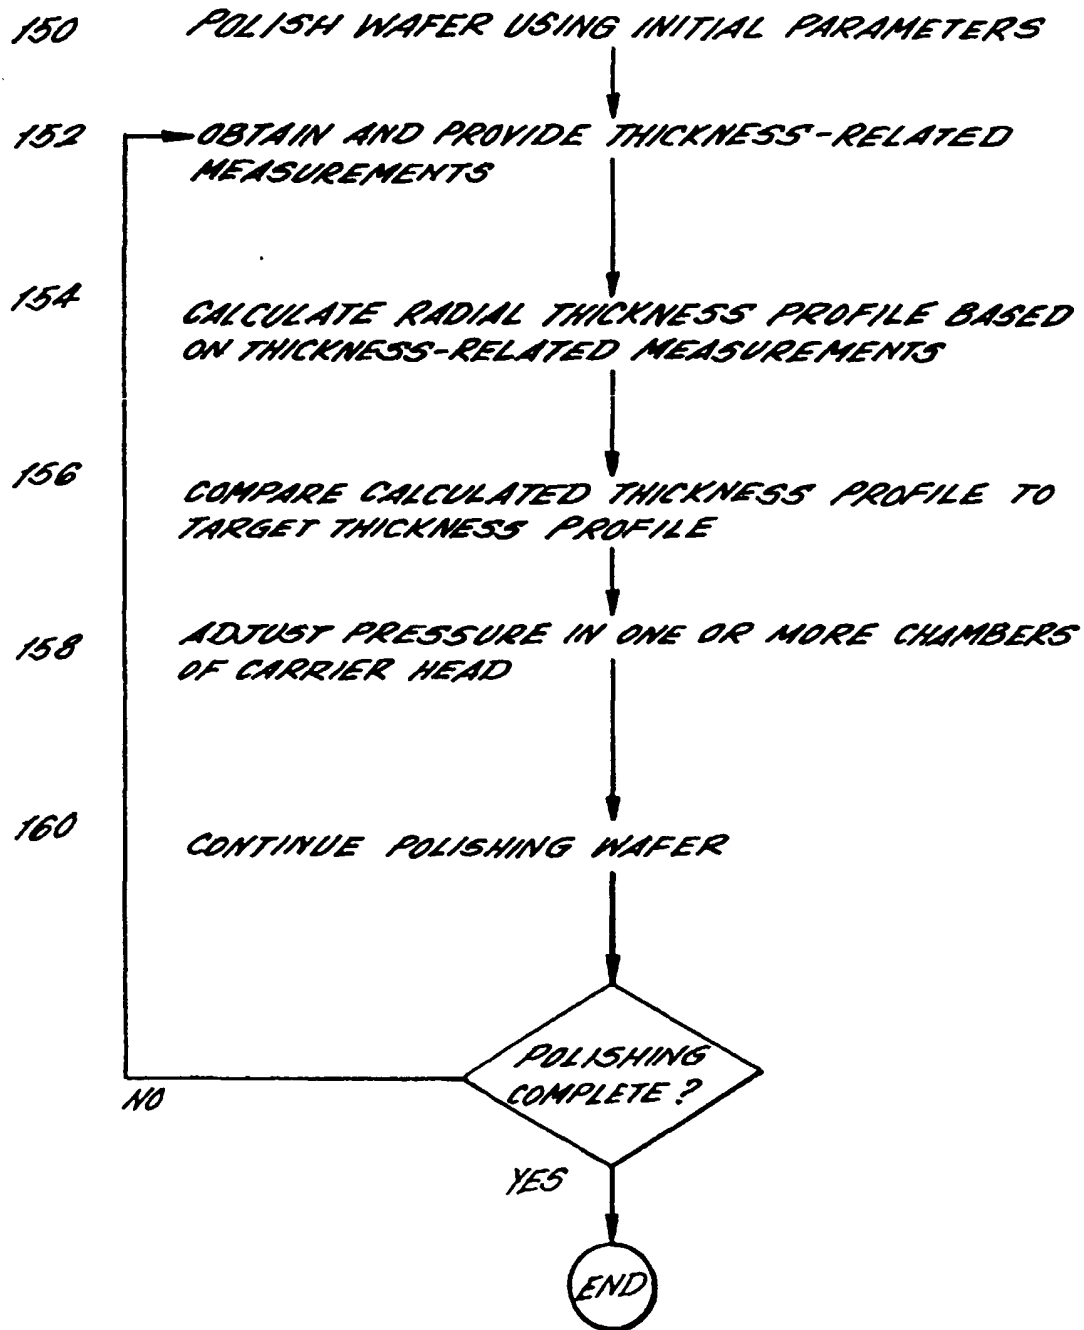 150 POLISH WAFER USING INITIAL PARAMETERS
152 OBTAIN AND PROVIDE THICKNESS-RELATED
MEASUREMENTS
154 CALCULATE RADIAL THICKNESS PROFILE BASED
ON THICKNESS-RELATED MEASUREMENTS
156 COMPARE CALCULATED THICKNESS PROFILE TO
TARGET THICKNESS PROFILE
158 ADJUST PRESSURE IN ONE OR MORE CHAMBERS
OF CARRIER HEAD
160 CONTINUE POLISHING WAFER
POLISHING
COMPLETE ?
NO
YES
END